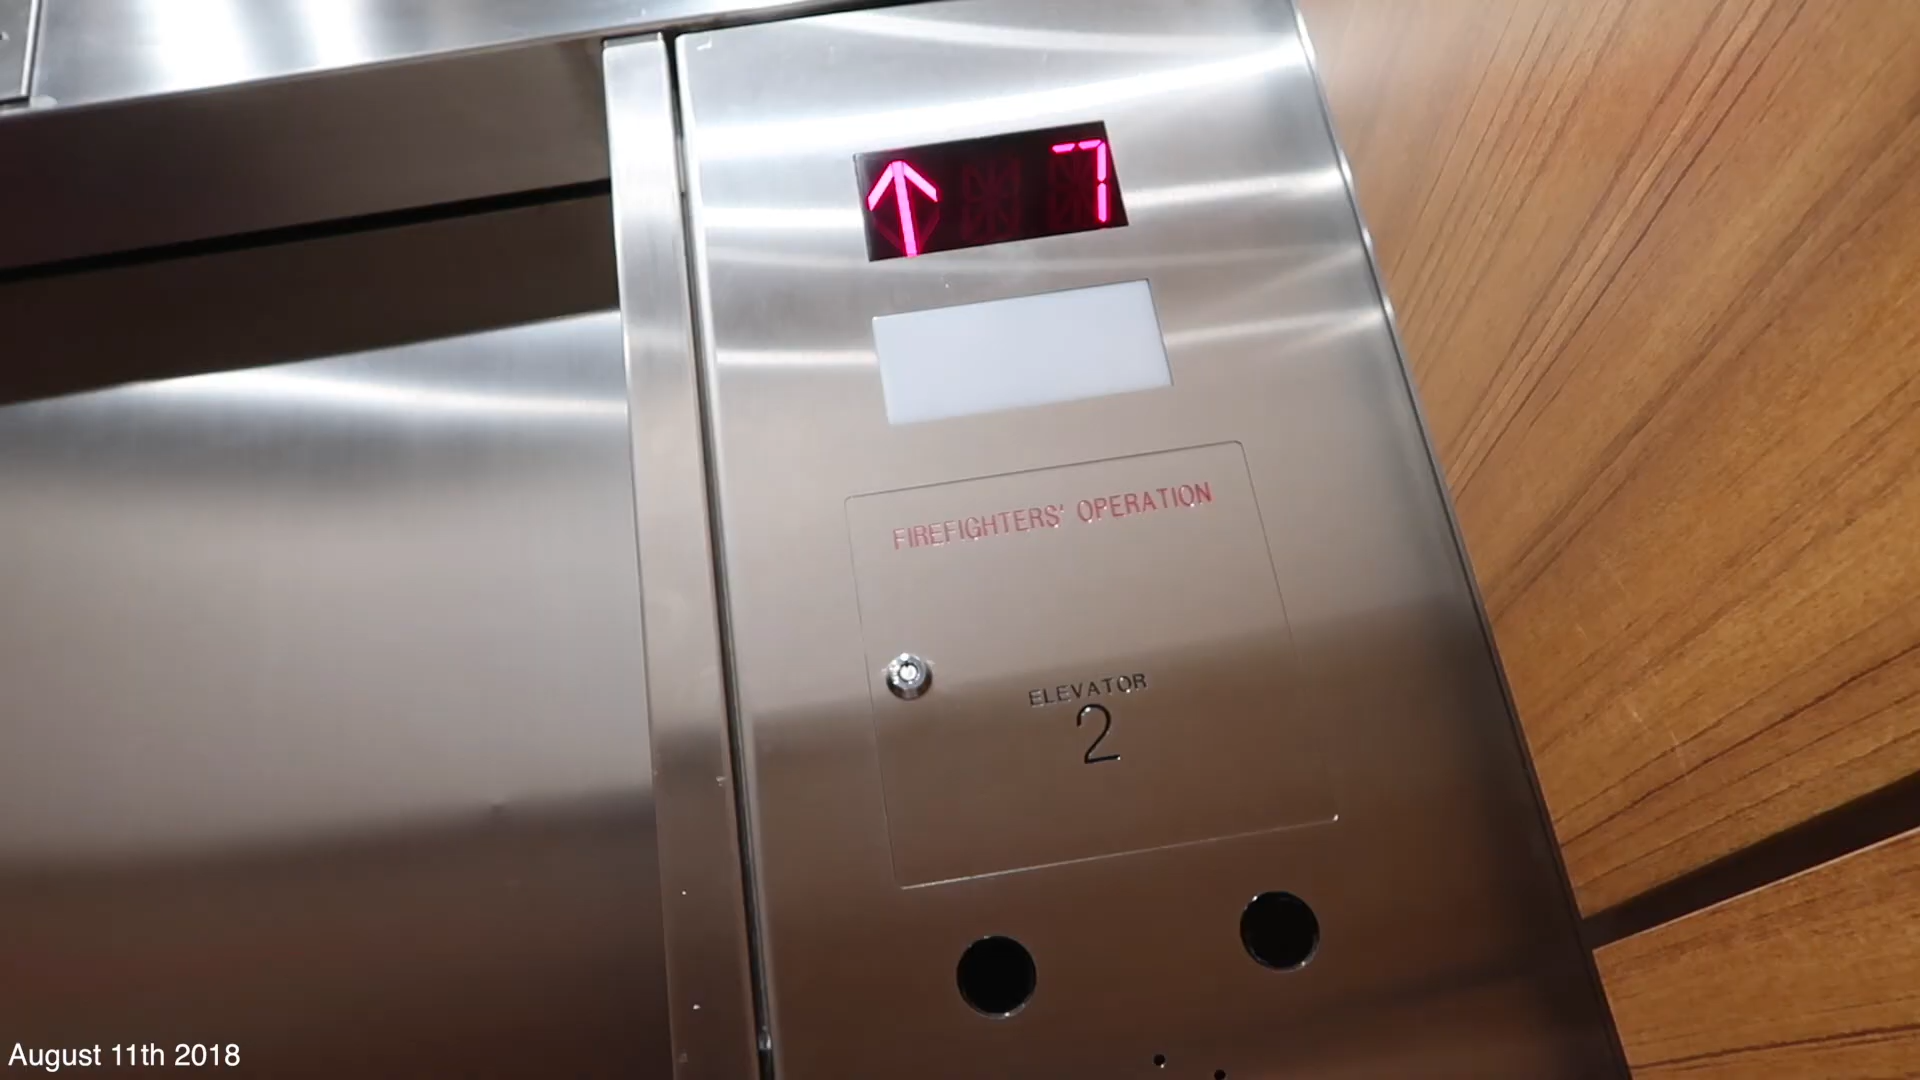 7
FIREFIGHTERS' OPERATION
ELEVATOR
2
August 11th 2018